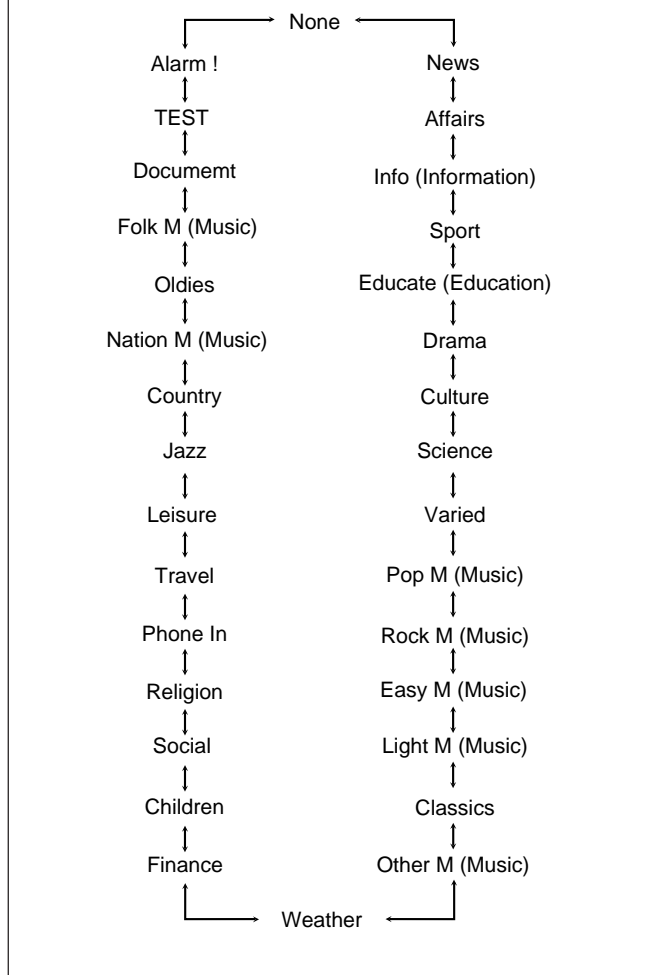 None
Alarm !
News
TEST
Affairs
Documemt
Info (Information)
Folk M (Music)
Sport
Oldies
Educate (Education)
Nation M (Music)
Drama
Country
Culture
Jazz
Science
Leisure
Varied
Travel
Pop M (Music)
Phone In
Rock M (Music)
Religion
Easy M (Music)
Social
Light M (Music)
Children
Classics
Finance
Other M (Music)
Weather